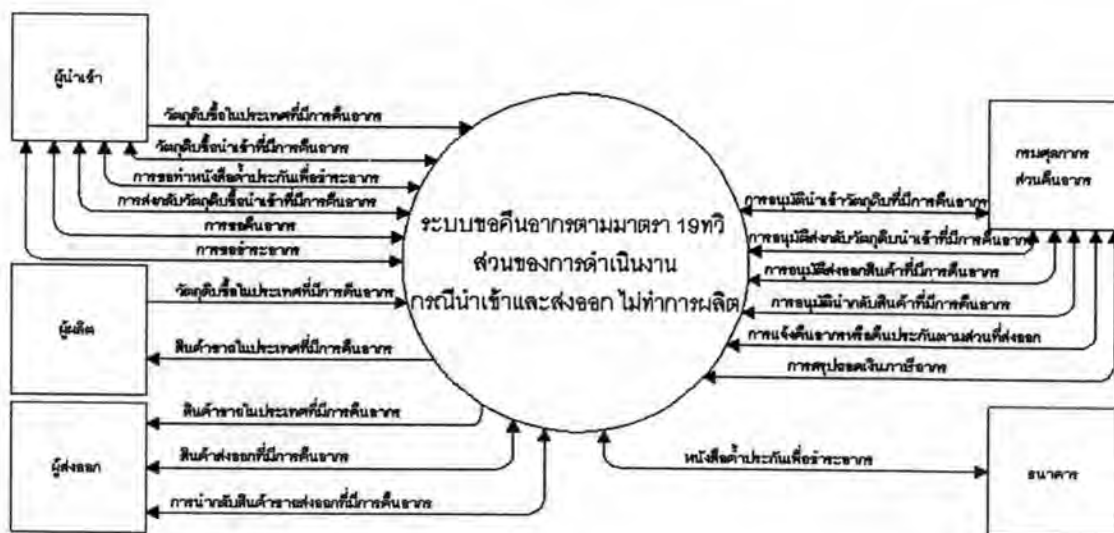 ผู้นำเข้า
วัตถุดิบซื้อในประเทศที่มีการคืนอากร
วัตถุดิบซื้อนำเข้าที่มีการคืนอากร
การขอทำหนังสือค้ำประกันเพื่อชำระอากร
การส่งกลับวัตถุดิบซื้อนำเข้าที่มีการคืนอากร
การขอคืนอากร
การขอชำระอากร
ผู้ผลิต
วัตถุดิบซื้อในประเทศที่มีการคืนอากร
สินค้าขายในประเทศที่มีการคืนอากร
ผู้ส่งออก
สินค้าขายในประเทศที่มีการคืนอากร
สินค้าส่งออกที่มีการคืนอากร
การนำกลับสินค้าขายส่งออกที่มีการคืนอากร
ระบบขอคืนอากรตามมาตรา 19ทวิ
ส่วนของการดำเนินงาน
กรณีนำเข้าและส่งออก ไม่ทำการผลิต
กรมศุลกากร
ส่วนคืนอากร
การอนุมัตินำเข้าวัตถุดิบที่มีการคืนอากร
การอนุมัติส่งกลับวัตถุดิบนำเข้าที่มีการคืนอากร
การอนุมัติส่งออกสินค้าที่มีการคืนอากร
การอนุมัตินำกลับสินค้าที่มีการคืนอากร
การแจ้งคืนอากรหรือคืนประกันตามส่วนที่ส่งออก
การสรุปยอดเงินภาษีอากร
หนังสือค้ำประกันเพื่อชำระอากร
ธนาคาร